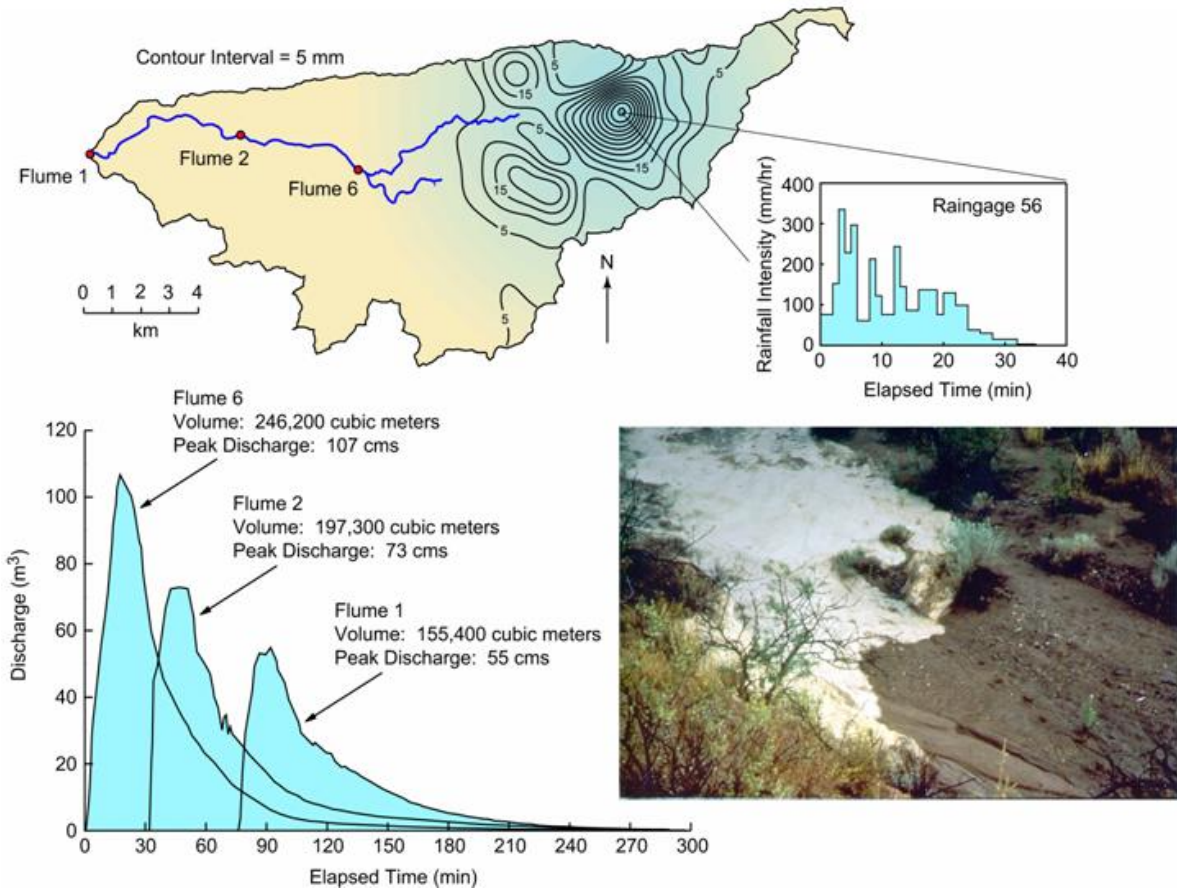 Contour Interval = 5 mm
5
15
5
5
15
15
5
5
5
Flume 1
Flume 2
Flume 6
0 1 2 3 4
km
N
Raingage 56
Rainfall Intensity (mm/hr)
400
300
200
100
0
0 10 20 30 40
Elapsed Time (min)
Flume 6
Volume: 246,200 cubic meters
Peak Discharge: 107 cms
Flume 2
Volume: 197,300 cubic meters
Peak Discharge: 73 cms
Flume 1
Volume: 155,400 cubic meters
Peak Discharge: 55 cms
Discharge (m³)
120
100
80
60
40
20
0
0 30 60 90 120 150 180 210 240 270 300
Elapsed Time (min)